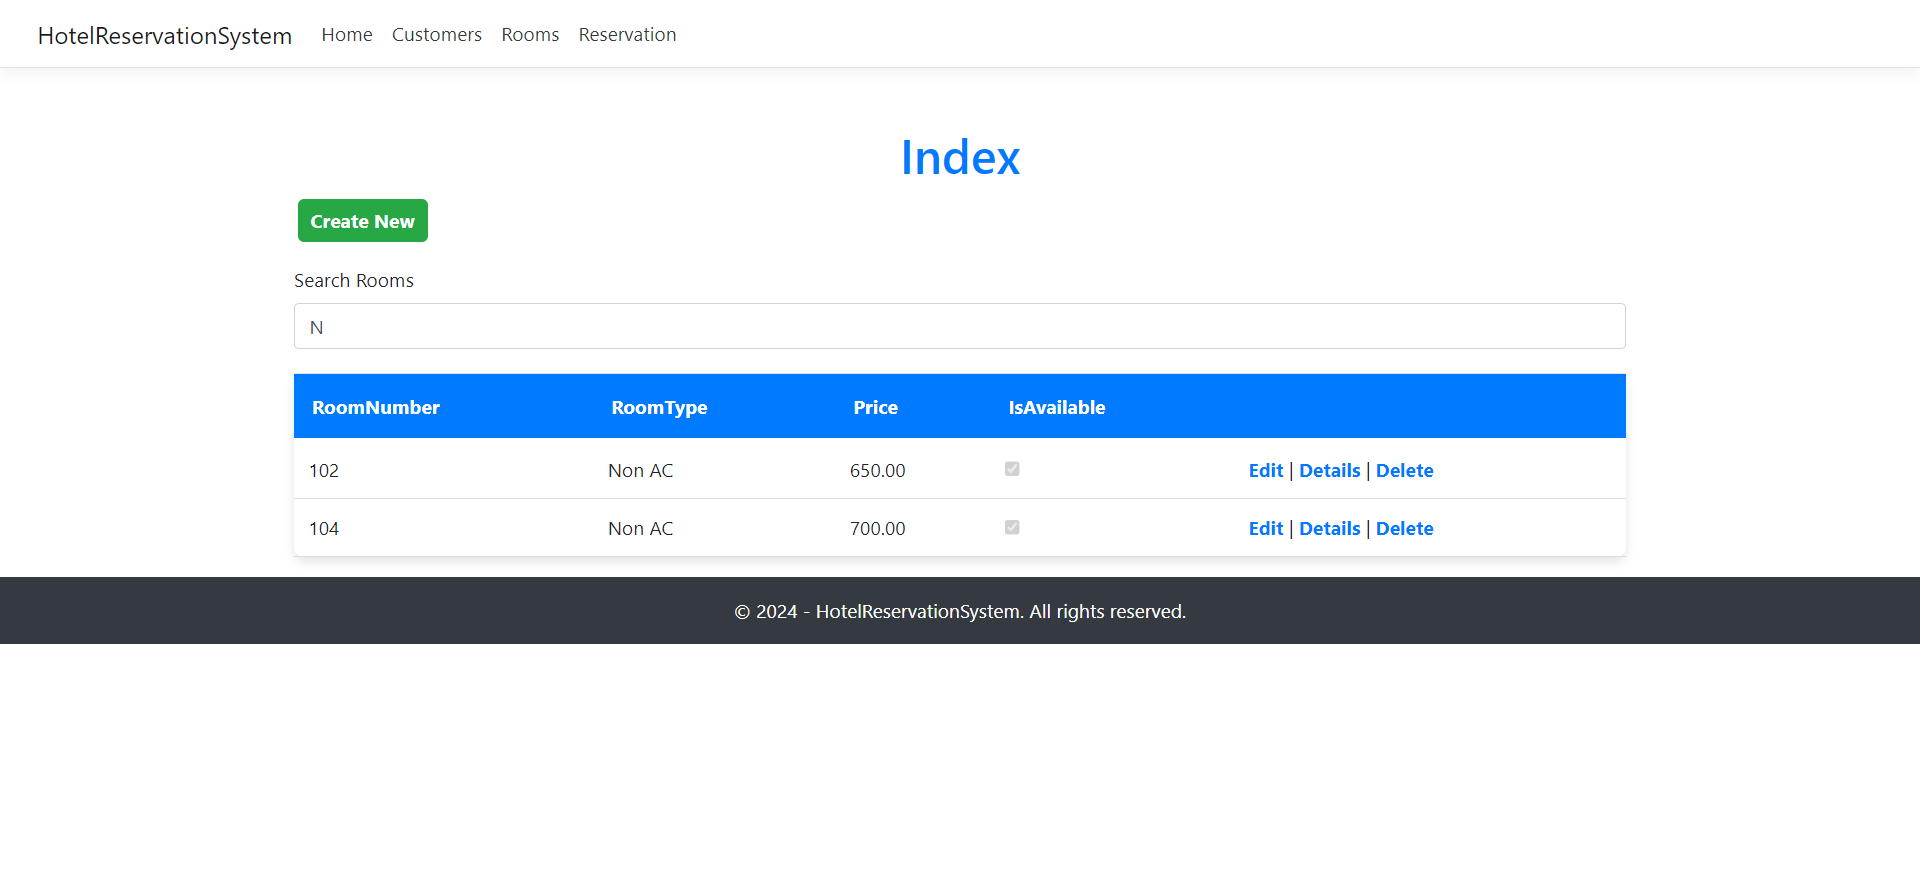 HotelReservationSystem Home Customers Rooms Reservation
Index
Create New
Search Rooms
N
RoomNumber RoomType Price IsAvailable
102 Non AC 650.00 Edit | Details | Delete
104 Non AC 700.00 Edit | Details | Delete
© 2024 - HotelReservationSystem. All rights reserved.